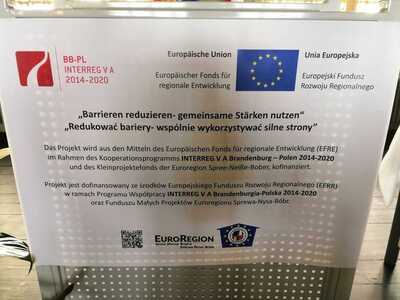 BB-PL
INTERREG V A
2014-2020
Europäische Union
Europäischer Fonds für
regionale Entwicklung
Unia Europejska
Europejski Fundusz
Rozwoju Regionalnego
„Barrieren reduzieren- gemeinsame Stärken nutzen“
„Redukować bariery- wspólnie wykorzystywać silne strony”
Das Projekt wird aus den Mitteln des Europäischen Fonds für regionale Entwicklung (EFRE)
im Rahmen des Kooperationsprogramms INTERREG V A Brandenburg – Polen 2014-2020
und des Kleinprojektefonds der Euroregion Spree-Neiße-Bober, kofinanziert.
Projekt jest dofinansowany ze środków Europejskiego Funduszu Rozwoju Regionalnego (EFRR)
w ramach Programu Współpracy INTERREG V A Brandenburgia-Polska 2014-2020
oraz Funduszu Małych Projektów Euroregionu Sprewa-Nysa-Bóbr.
EUROREGION